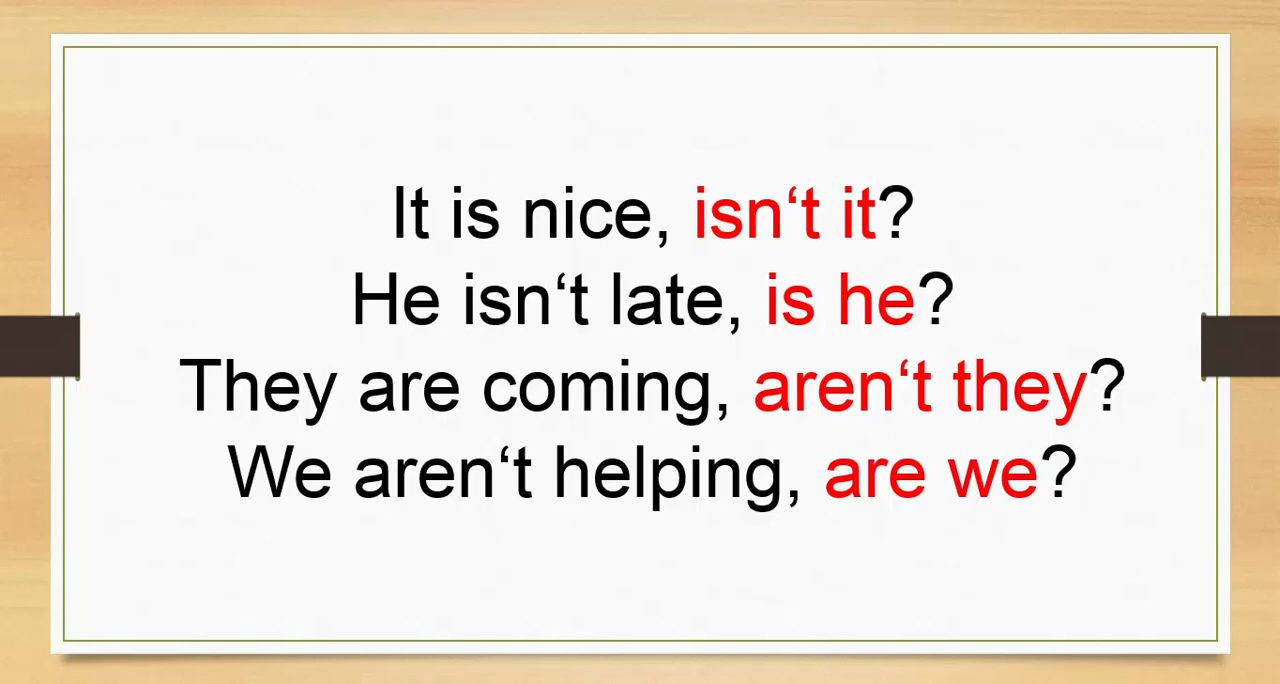 It is nice, isn‘t it?
He isn‘t late, is he?
They are coming, aren‘t they?
We aren‘t helping, are we?